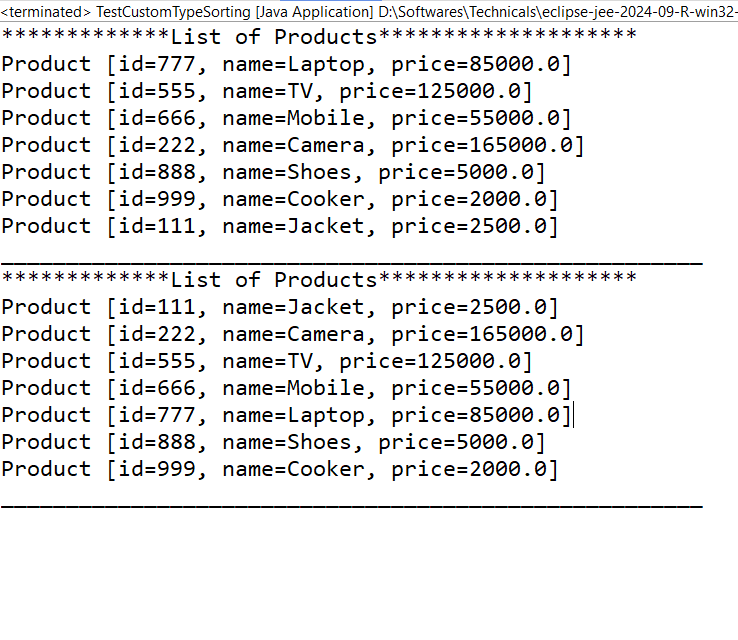 <terminated> TestCustomTypeSorting [Java Application] D:\Softwares\Technicals\eclipse-jee-2024-09-R-win32-
*************List of Products********************
Product [id=777, name=Laptop, price=85000.0]
Product [id=555, name=TV, price=125000.0]
Product [id=666, name=Mobile, price=55000.0]
Product [id=222, name=Camera, price=165000.0]
Product [id=888, name=Shoes, price=5000.0]
Product [id=999, name=Cooker, price=2000.0]
Product [id=111, name=Jacket, price=2500.0]
______________________________________________________
*************List of Products********************
Product [id=111, name=Jacket, price=2500.0]
Product [id=222, name=Camera, price=165000.0]
Product [id=555, name=TV, price=125000.0]
Product [id=666, name=Mobile, price=55000.0]
Product [id=777, name=Laptop, price=85000.0]
Product [id=888, name=Shoes, price=5000.0]
Product [id=999, name=Cooker, price=2000.0]
______________________________________________________